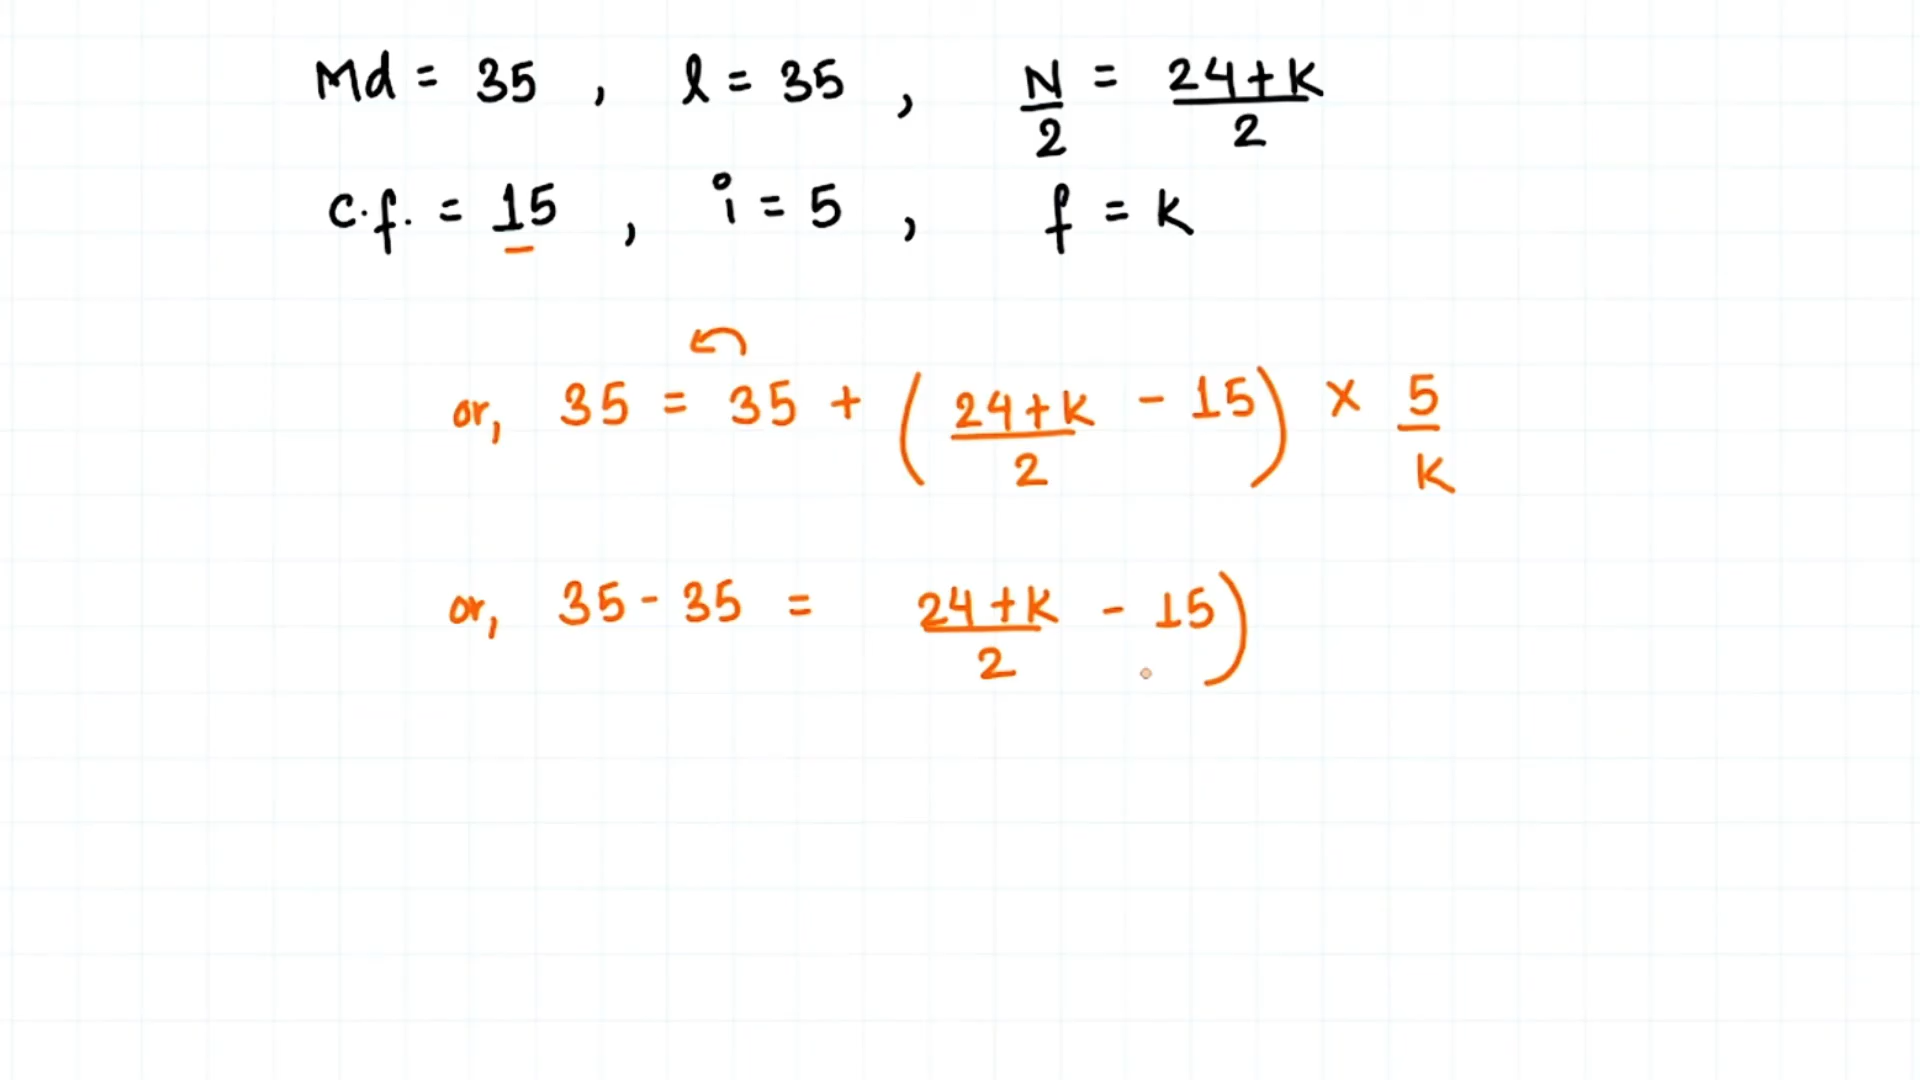 Md = 35 , l = 35 , N/2 = 24+K/2
c.f. = 15 , i = 5 , f = K
or, 35 = 35 + (24+K/2 - 15) × 5/K
or, 35 - 35 = 24+K/2 - 15)